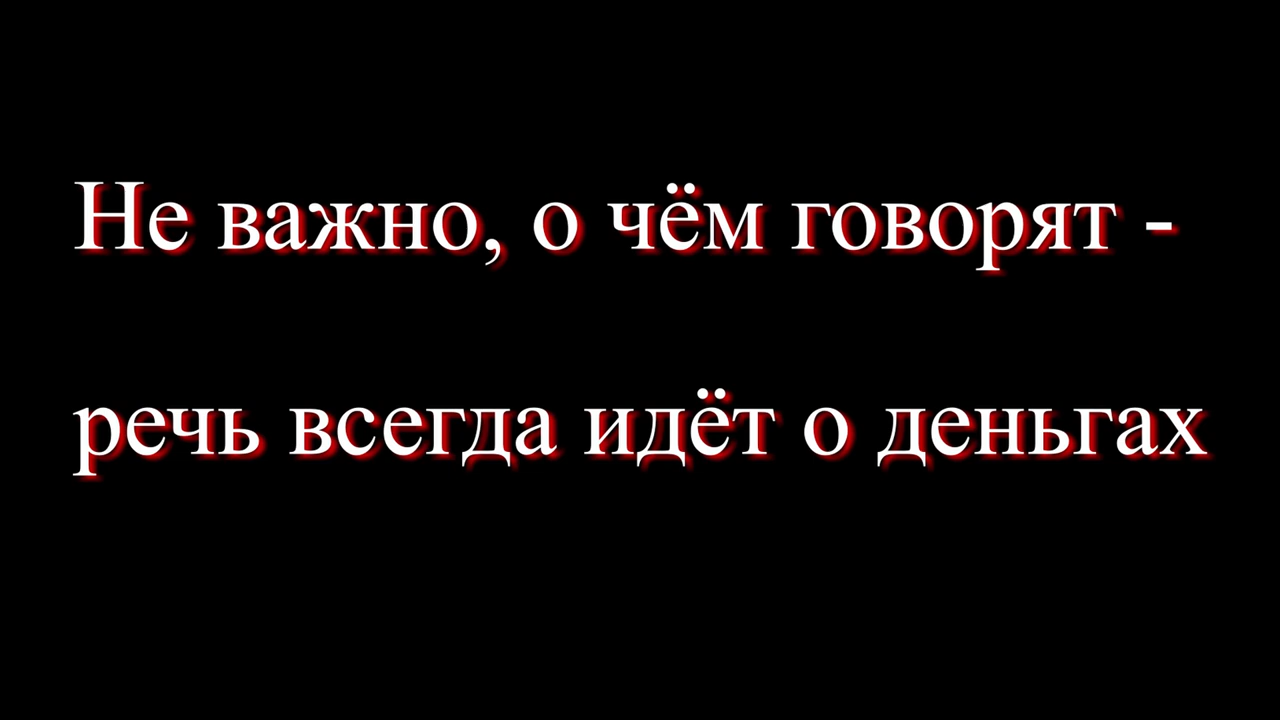 Не важно, о чём говорят -
речь всегда идёт о деньгах